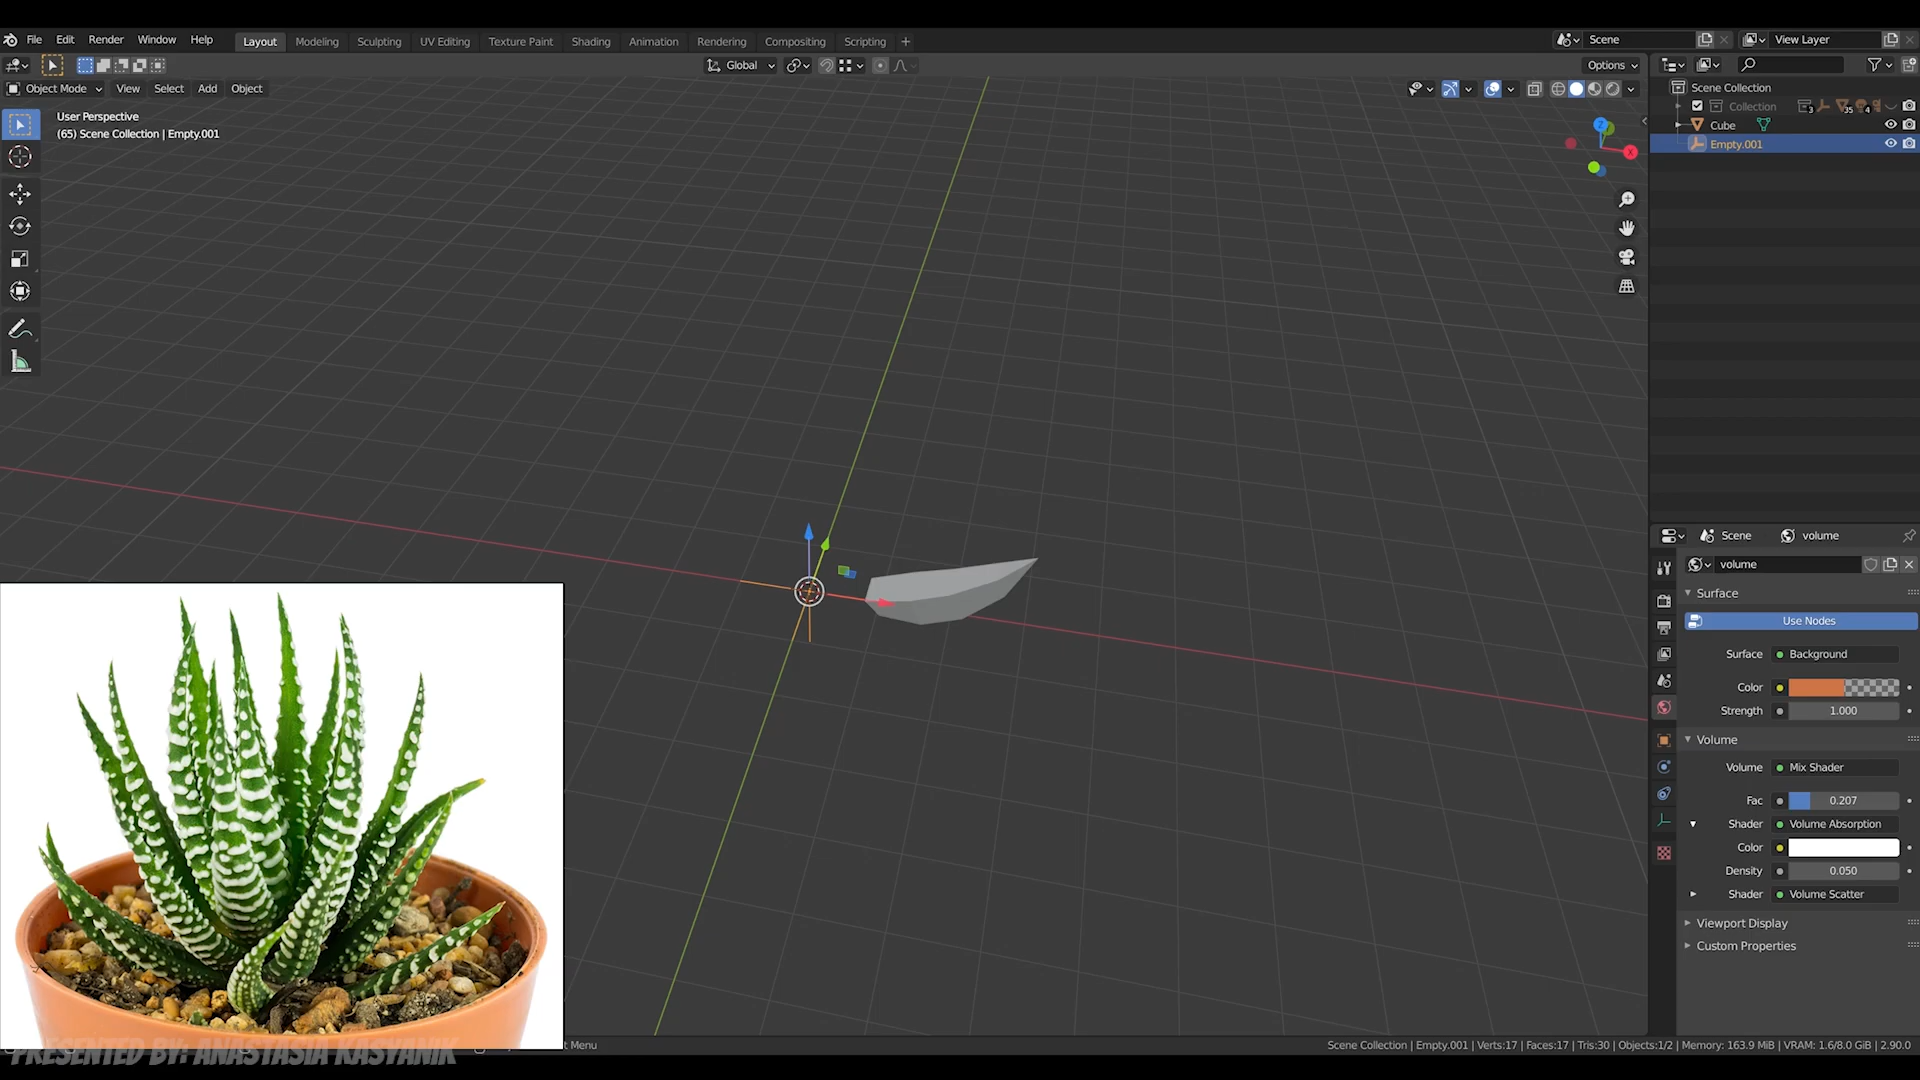 File Edit Render Window Help Layout Modeling Sculpting UV Editing Texture Paint Shading Animation Rendering Compositing Scripting + Scene View Layer
Global Options
Object Mode View Select Add Object
User Perspective
(65) Scene Collection | Empty.001
Z
X
Scene Collection
Collection 3 35 4
Cube
Empty.001
Scene volume
volume
Surface
Use Nodes
Surface Background
Color
Strength 1.000
Volume
Volume Mix Shader
Fac 0.207
Shader Volume Absorption
Color
Density 0.050
Shader Volume Scatter
Viewport Display
Custom Properties
PRESENTED BY: ANASTASIA KASYANIK
t Menu
Scene Collection | Empty.001 | Verts:17 | Faces:17 | Tris:30 | Objects:1/2 | Memory: 163.9 MiB | VRAM: 1.6/8.0 GiB | 2.90.0